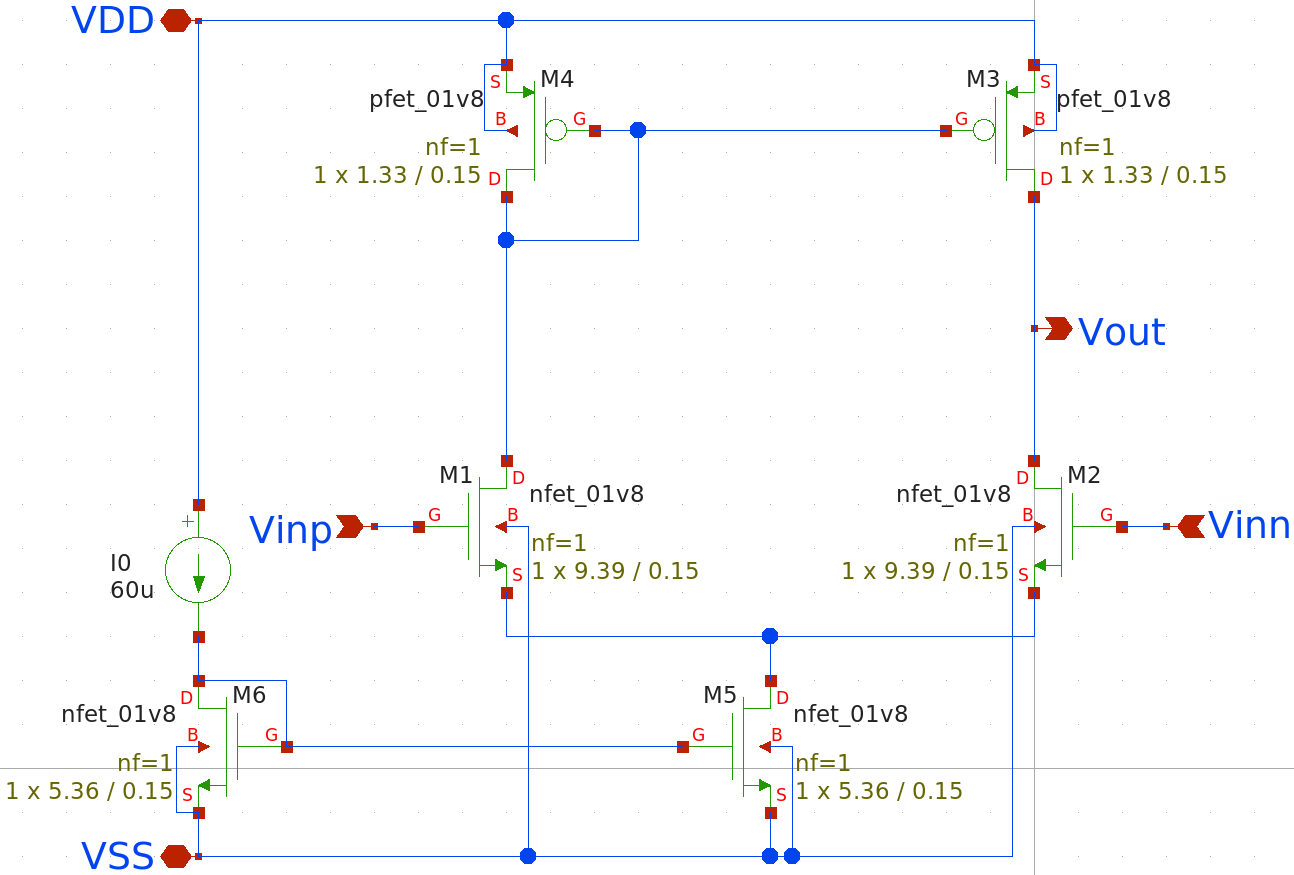 VDD
S
M4
pfet_01v8
B
G
nf=1
1 x 1.33 / 0.15
D
M3
S
pfet_01v8
G
B
nf=1
D
1 x 1.33 / 0.15
Vout
M1
D
nfet_01v8
Vinp
G
B
nf=1
S
1 x 9.39 / 0.15
D
M2
nfet_01v8
B
G
Vinn
nf=1
1 x 9.39 / 0.15
S
+
I0
60u
D
M6
nfet_01v8
B
G
nf=1
1 x 5.36 / 0.15
S
M5
D
nfet_01v8
G
B
nf=1
S
1 x 5.36 / 0.15
VSS